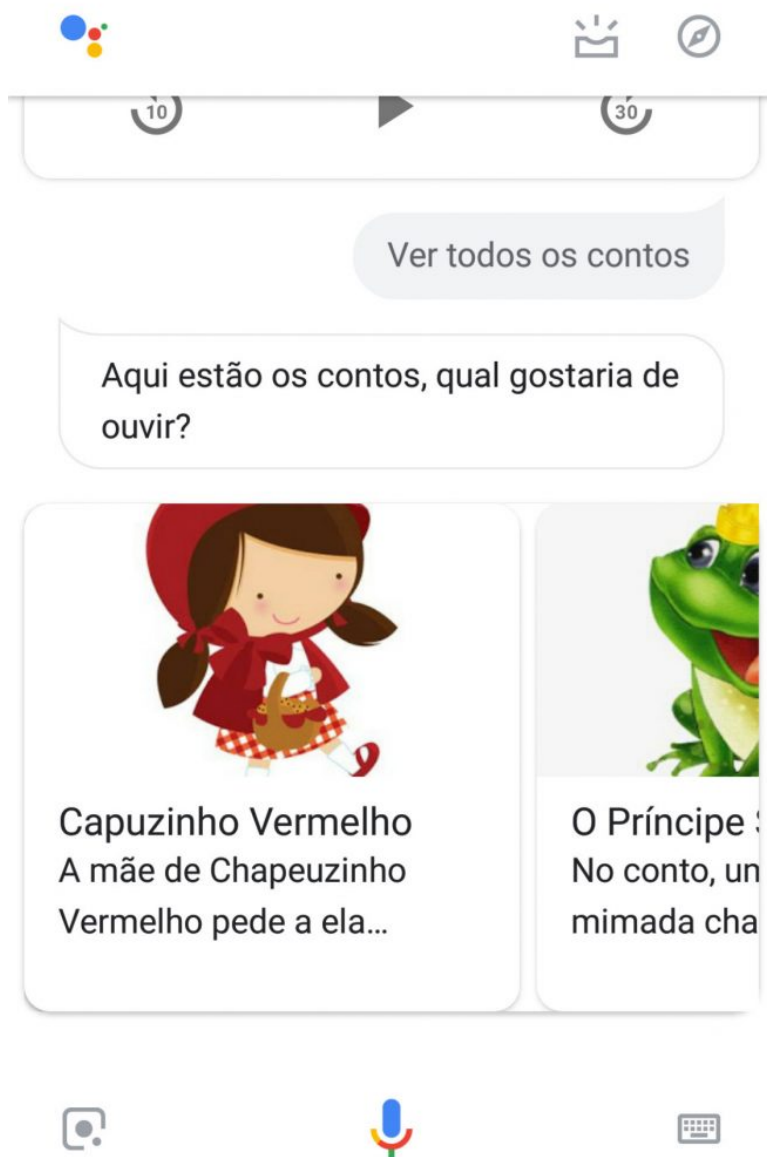 10 30
Ver todos os contos
Aqui estão os contos, qual gostaria de
ouvir?
Capuzinho Vermelho
A mãe de Chapeuzinho
Vermelho pede a ela...
O Príncipe
No conto, un
mimada cha